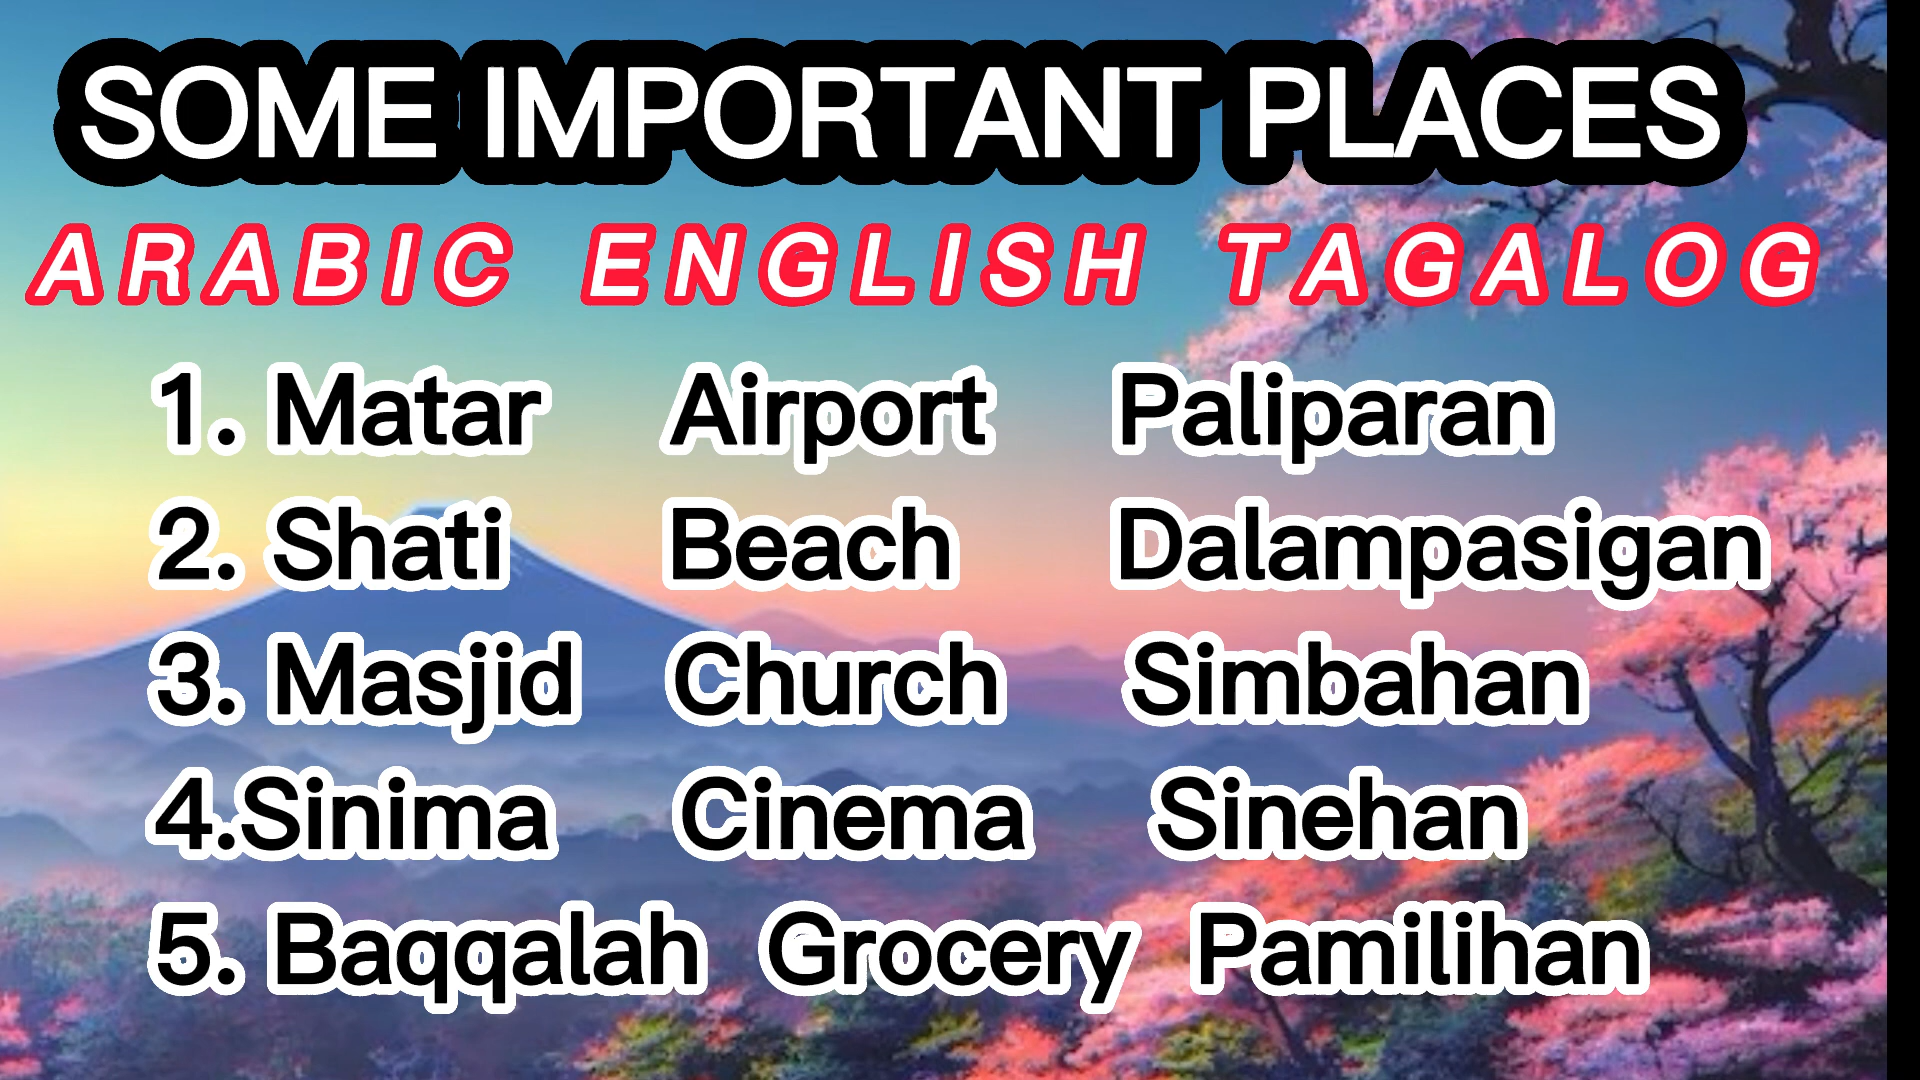 SOME IMPORTANT PLACES
ARABIC ENGLISH TAGALOG
1. Matar Airport Paliparan
2. Shati Beach Dalampasigan
3. Masjid Church Simbahan
4.Sinima Cinema Sinehan
5. Baqqalah Grocery Pamilihan